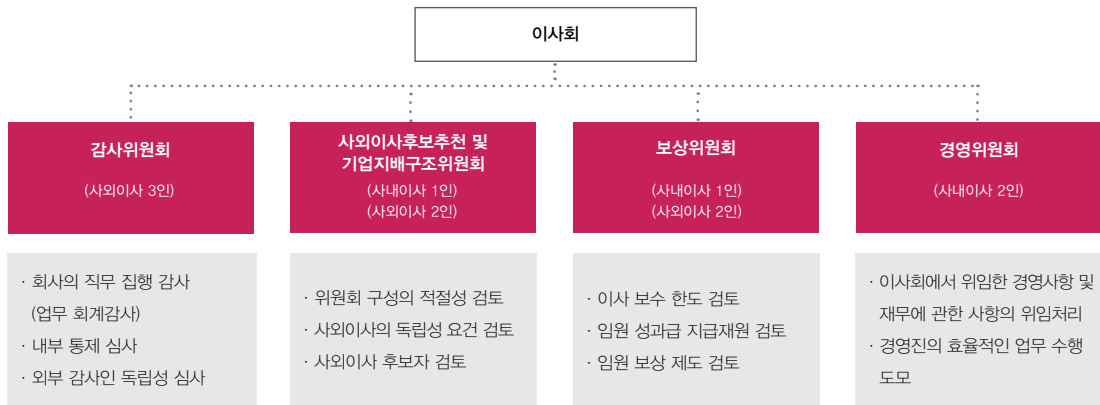 이사회
감사위원회
(사외이사 3인)
사외이사후보추천 및
기업지배구조위원회
(사내이사 1인)
(사외이사 2인)
보상위원회
(사내이사 1인)
(사외이사 2인)
경영위원회
(사내이사 2인)
· 회사의 직무 집행 감사
(업무 회계감사)
· 내부 통제 심사
· 외부 감사인 독립성 심사
· 위원회 구성의 적절성 검토
· 사외이사의 독립성 요건 검토
· 사외이사 후보자 검토
· 이사 보수 한도 검토
· 임원 성과급 지급재원 검토
· 임원 보상 제도 검토
· 이사회에서 위임한 경영사항 및
재무에 관한 사항의 위임처리
· 경영진의 효율적인 업무 수행
도모